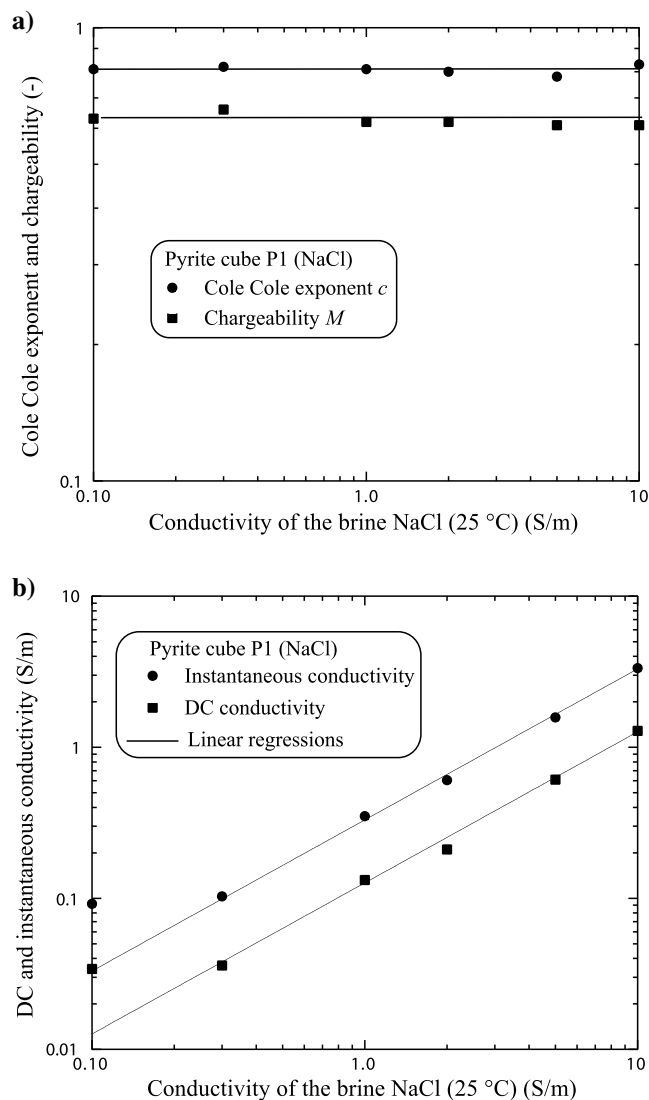 a)
1
Cole Cole exponent and chargeability (-)
Pyrite cube P1 (NaCl)
Cole Cole exponent c
Chargeability M
0.1
0.10
1.0
10
Conductivity of the brine NaCl (25 °C) (S/m)
b)
10
DC and instantaneous conductivity (S/m)
Pyrite cube P1 (NaCl)
Instantaneous conductivity
DC conductivity
Linear regressions
1
0.1
0.01
0.10
1.0
10
Conductivity of the brine NaCl (25 °C) (S/m)